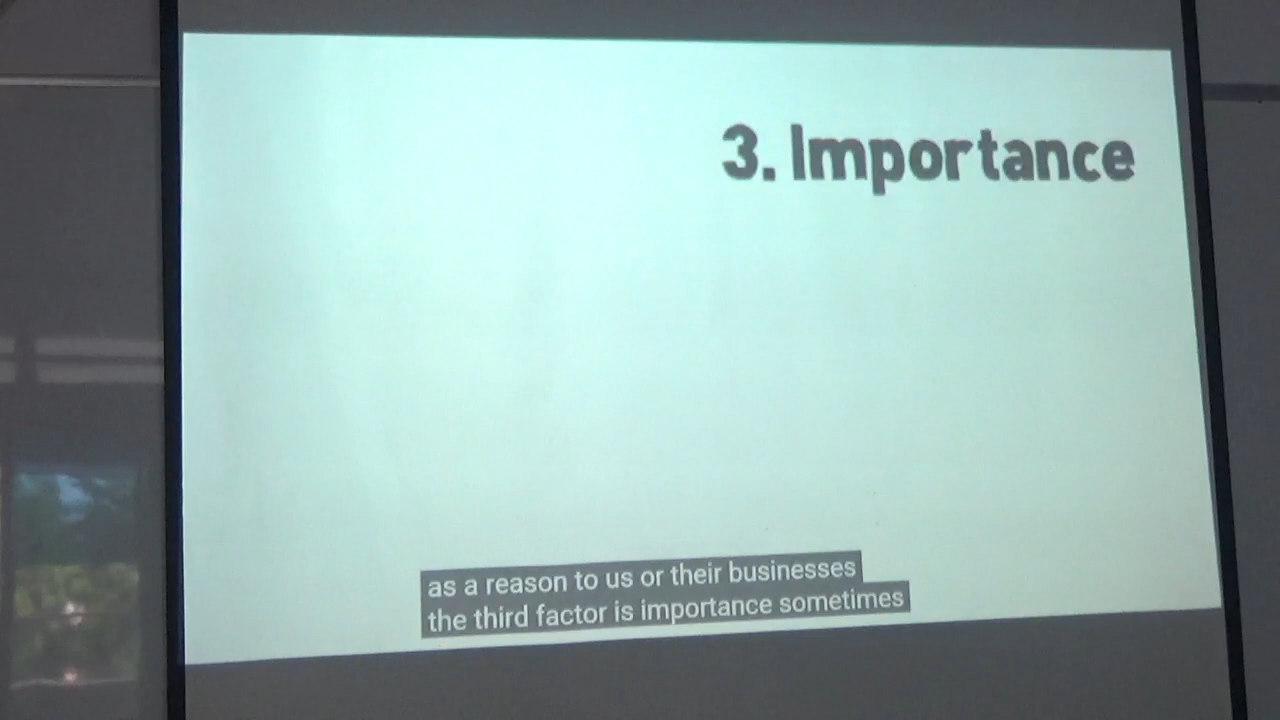 3. Importance
as a reason to us or their businesses
the third factor is importance sometimes